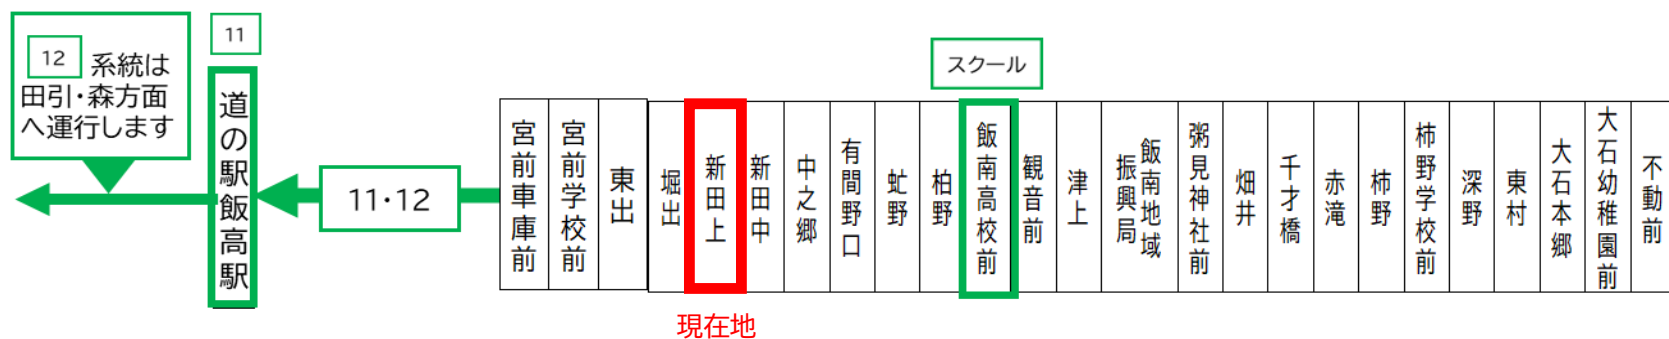 12 系統は
田引・森方面
へ運行します
11
道の駅飯高駅
11・12
宮前車庫前
宮前学校前
東出
堀出
新田上
現在地
新田中
中之郷
有間野口
虻野
柏野
スクール
飯南高校前
観音前
津上
飯南地域
振興局
粥見神社前
畑井
千才橋
赤滝
柿野
柿野学校前
深野
東村
大石本郷
大石幼稚園前
不動前